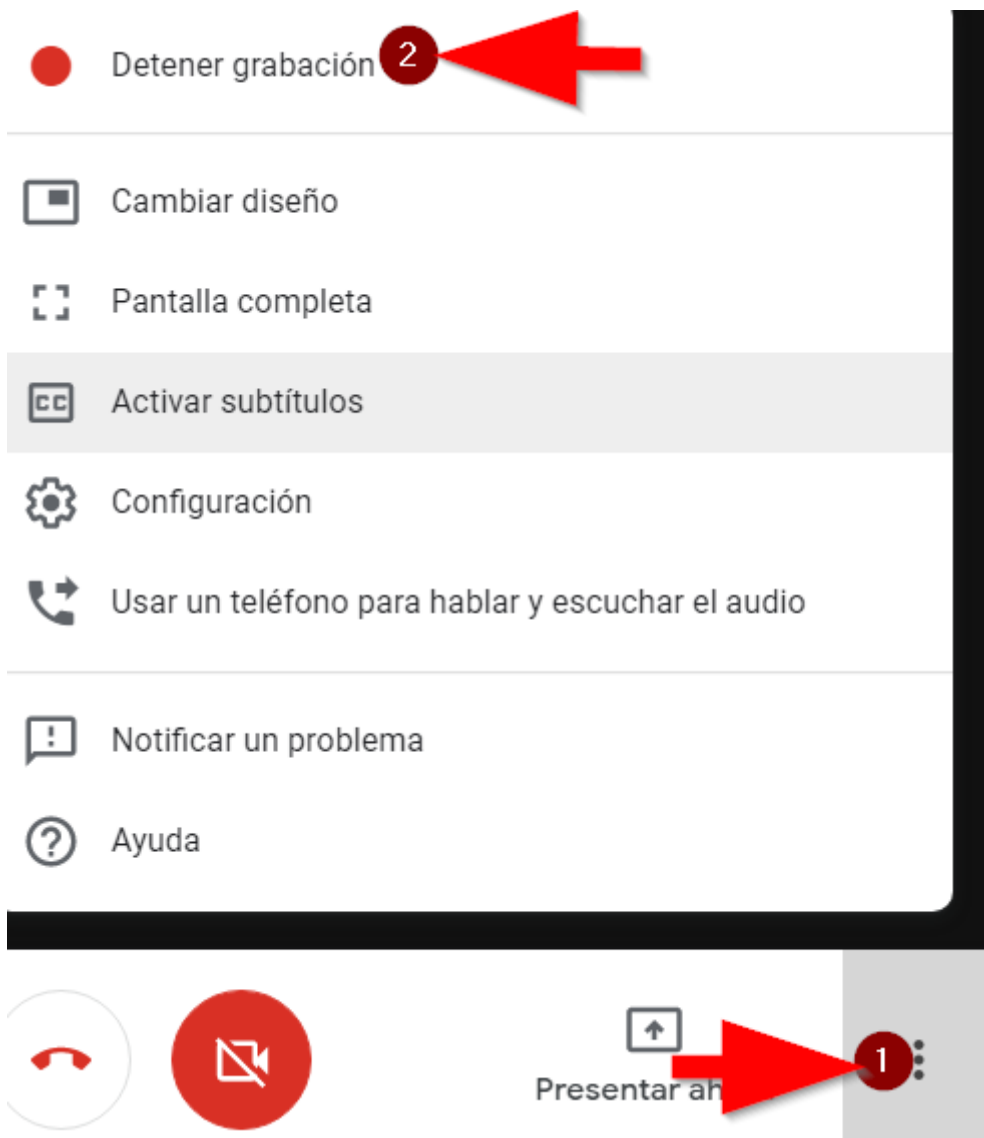 Detener grabación 2
Cambiar diseño
Pantalla completa
CC Activar subtítulos
Configuración
Usar un teléfono para hablar y escuchar el audio
Notificar un problema
Ayuda
Presentar 1